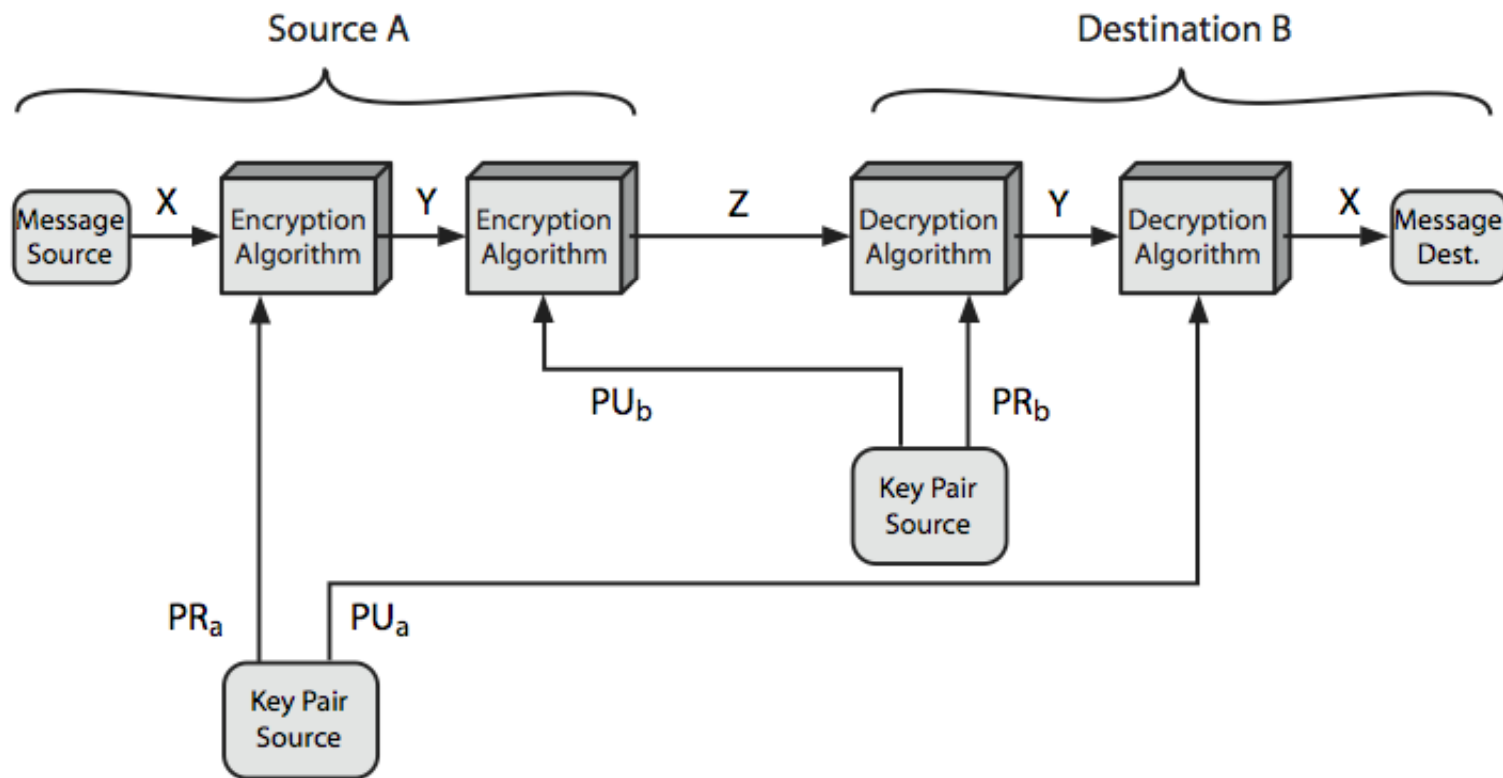 Source A
Destination B
Message
Source
X
Encryption
Algorithm
Y
Encryption
Algorithm
Z
Decryption
Algorithm
Y
Decryption
Algorithm
X
Message
Dest.
PUb
PRb
Key Pair
Source
PRa
PUa
Key Pair
Source